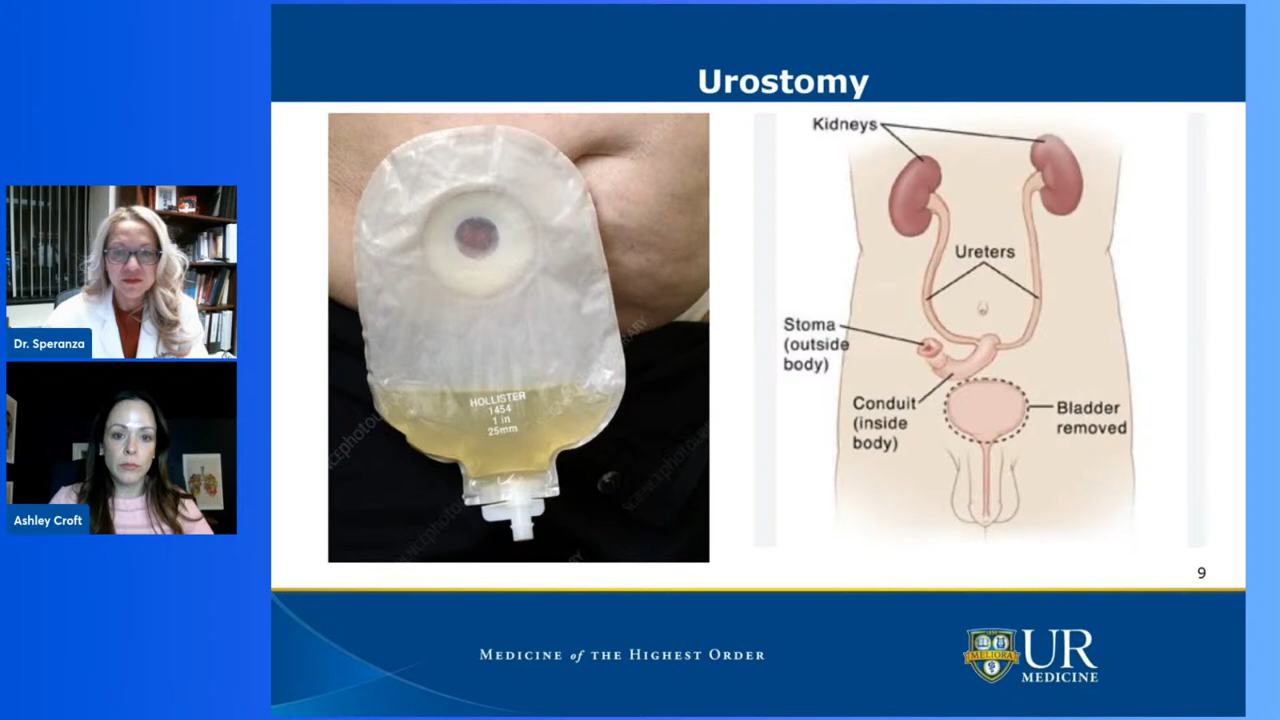 Urostomy
HOLLISTER
1454
1 in
25mm
Kidneys
Ureters
Stoma
(outside
body)
Conduit
(inside
body)
Bladder
removed
9
Dr. Speranza
Ashley Croft
MEDICINE of THE HIGHEST ORDER
MELIORA
UR
MEDICINE